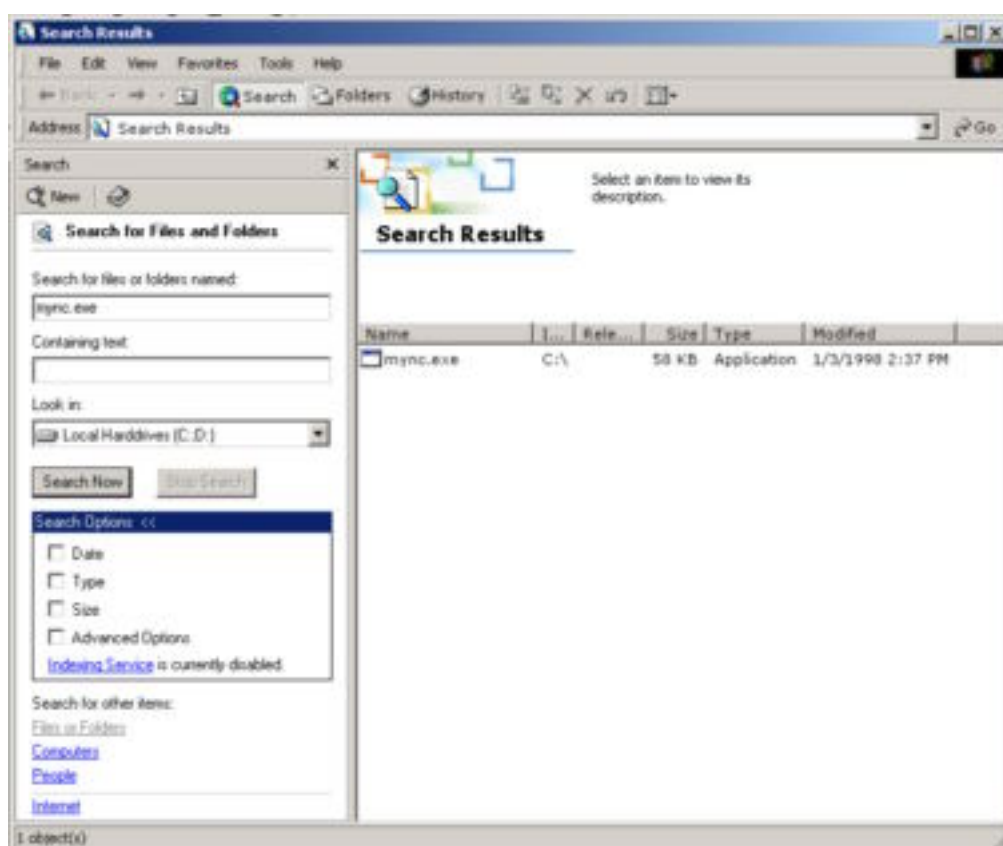 Search Results
File Edit View Favorites Tools Help
Back Search Folders History
Address Search Results Go
Search
New
Search for Files and Folders
Search for files or folders named:
mync.exe
Containing text:
Look in:
Local Harddrives (C:;D:)
Search Now Stop Search
Search Options <<
Date
Type
Size
Advanced Options
Indexing Service is currently disabled.
Search for other items:
Files or Folders
Computers
People
Internet
Select an item to view its
description.
Search Results
Name I... Rele... Size Type Modified
mync.exe C:\ 58 KB Application 1/3/1998 2:37 PM
1 object(s)